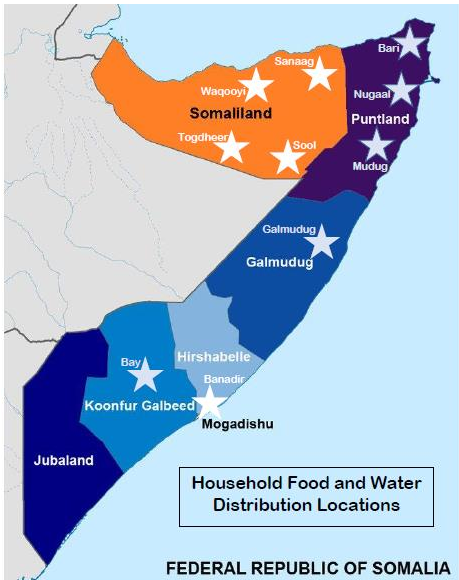 Bari
Sanaag
Waqooyi
Nugaal
Somaliland
Puntland
Togdheer
Sool
Mudug
Galmudug
Galmudug
Hirshabelle
Bay
Banadir
Koonfur Galbeed
Mogadishu
Jubaland
Household Food and Water
Distribution Locations
FEDERAL REPUBLIC OF SOMALIA